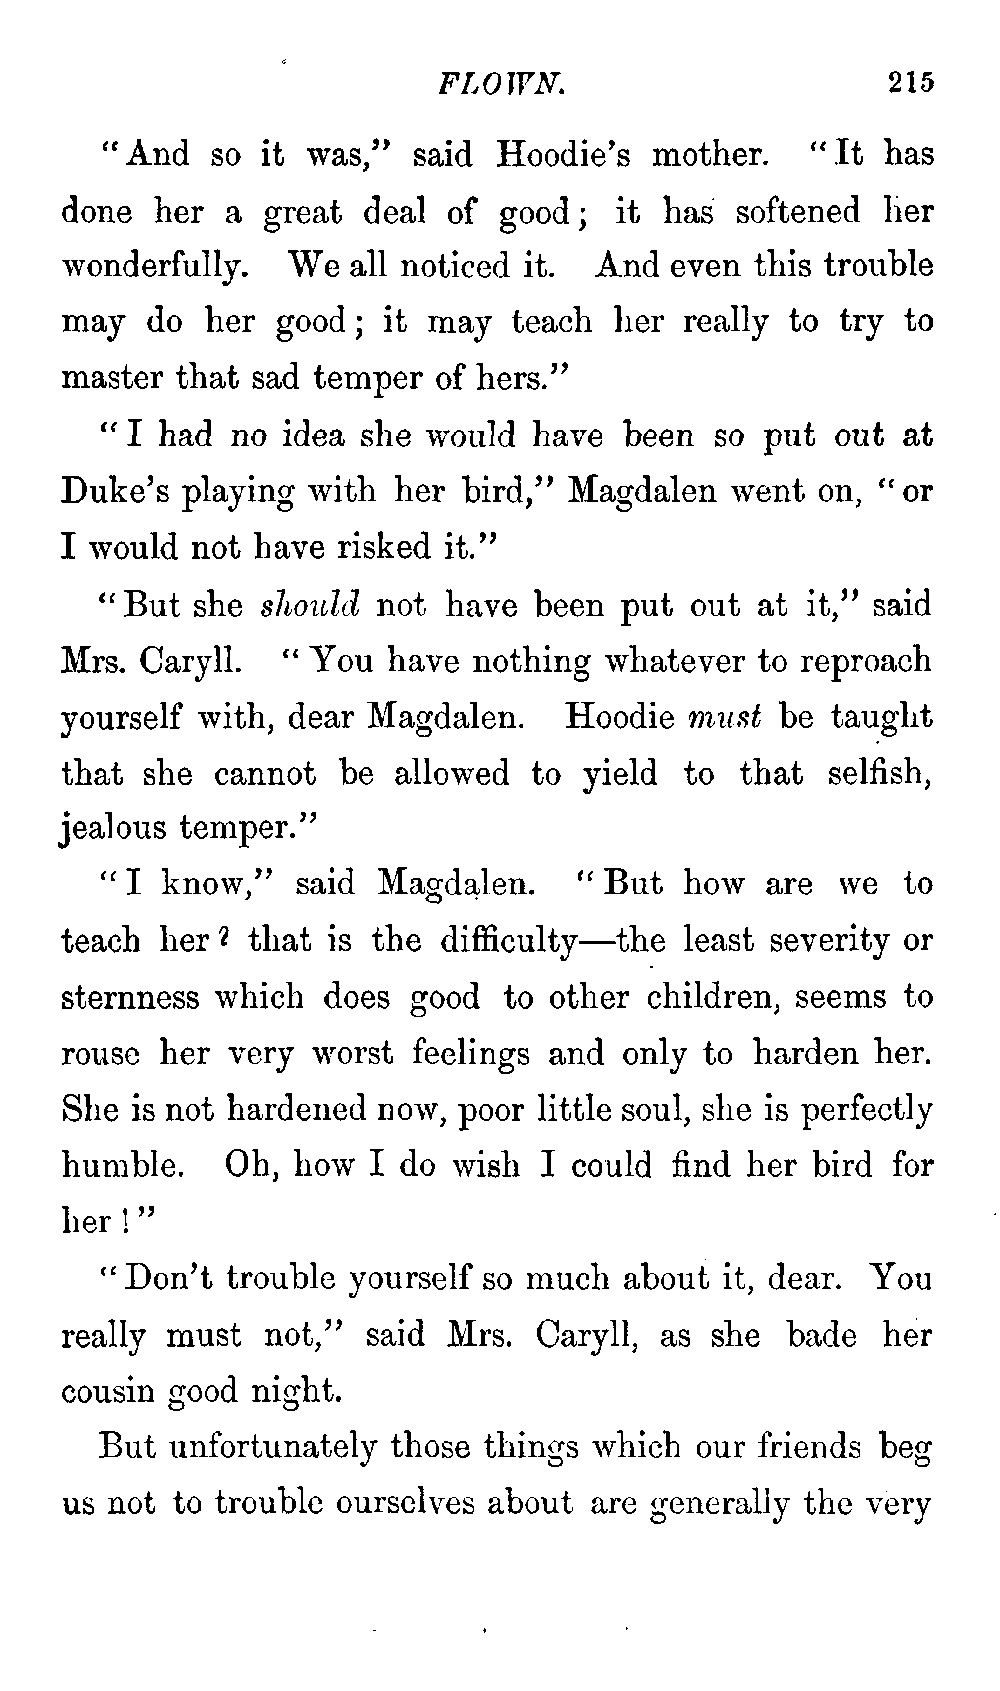 FLOWN. 215
"And so it was," said Hoodie's mother. "It has
done her a great deal of good; it has softened her
wonderfully. We all noticed it. And even this trouble
may do her good; it may teach her really to try to
master that sad temper of hers."
"I had no idea she would have been so put out at
Duke's playing with her bird," Magdalen went on, "or
I would not have risked it."
"But she should not have been put out at it," said
Mrs. Caryll. "You have nothing whatever to reproach
yourself with, dear Magdalen. Hoodie must be taught
that she cannot be allowed to yield to that selfish,
jealous temper."
"I know," said Magdalen. "But how are we to
teach her? that is the difficulty—the least severity or
sternness which does good to other children, seems to
rouse her very worst feelings and only to harden her.
She is not hardened now, poor little soul, she is perfectly
humble. Oh, how I do wish I could find her bird for
her!"
"Don't trouble yourself so much about it, dear. You
really must not," said Mrs. Caryll, as she bade her
cousin good night.
But unfortunately those things which our friends beg
us not to trouble ourselves about are generally the very